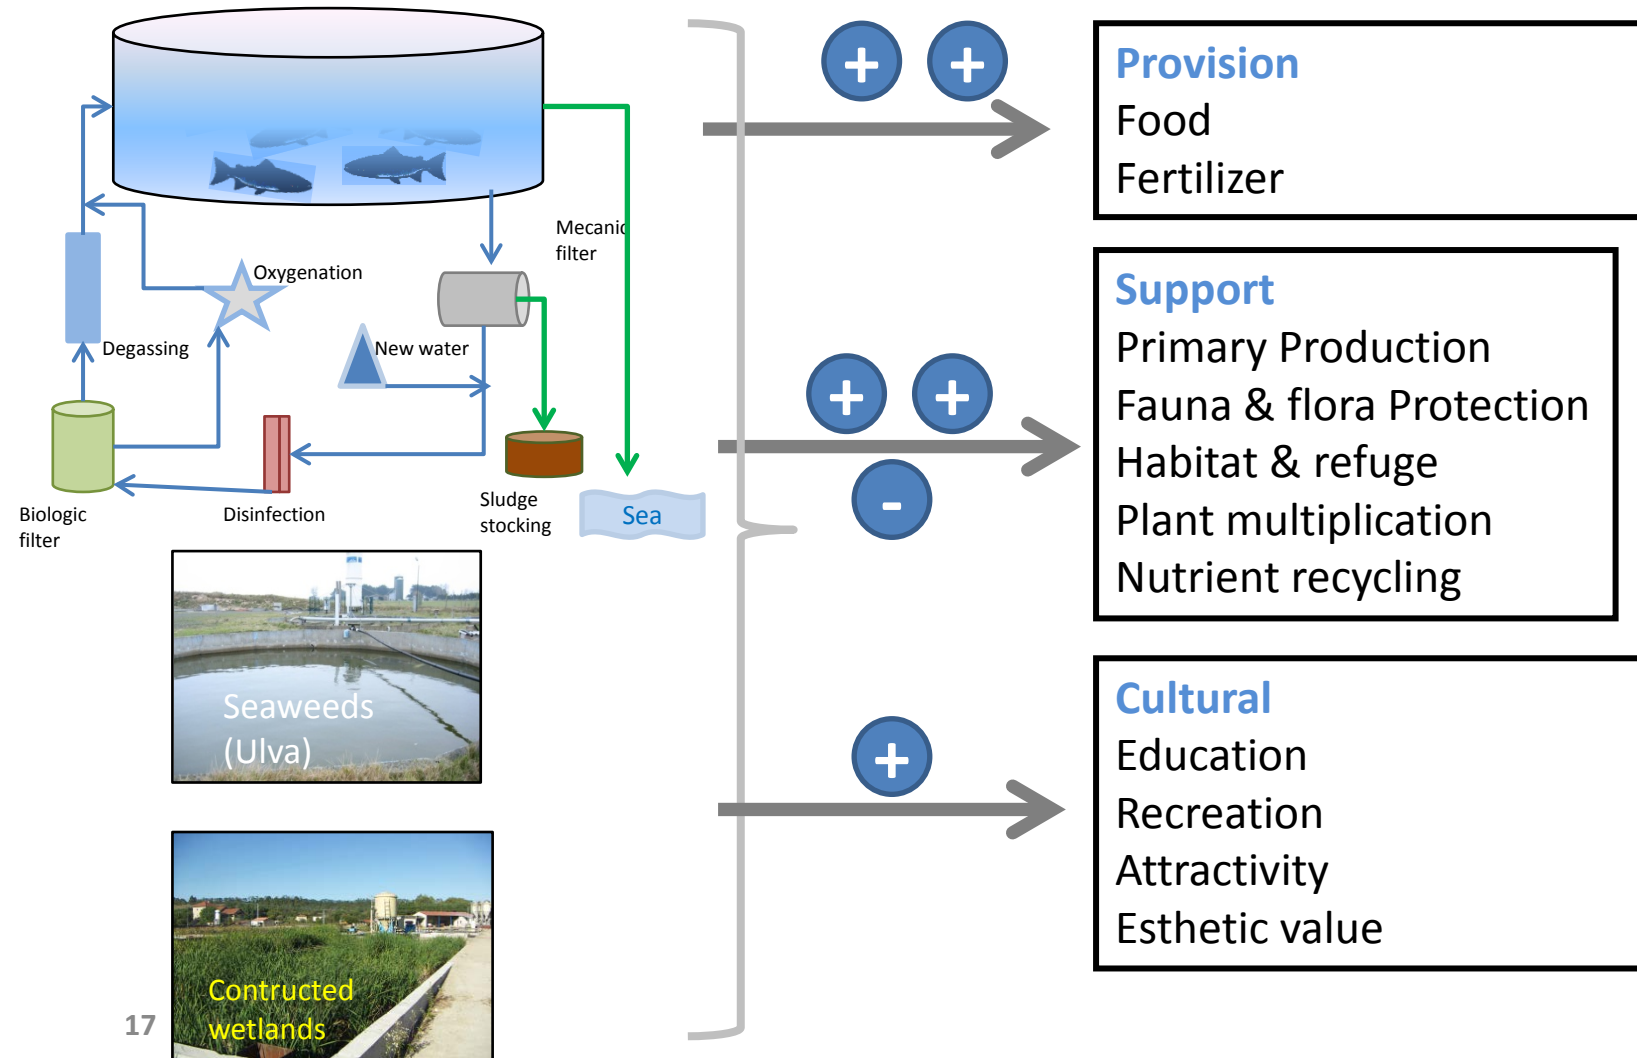 Mecanic
filter
Oxygenation
Degassing
New water
Biologic
filter
Disinfection
Sludge
stocking
Sea
Seaweeds
(Ulva)
Contructed
wetlands
17
+ +
Provision
Food
Fertilizer
+ +
-
Support
Primary Production
Fauna & flora Protection
Habitat & refuge
Plant multiplication
Nutrient recycling
+
Cultural
Education
Recreation
Attractivity
Esthetic value